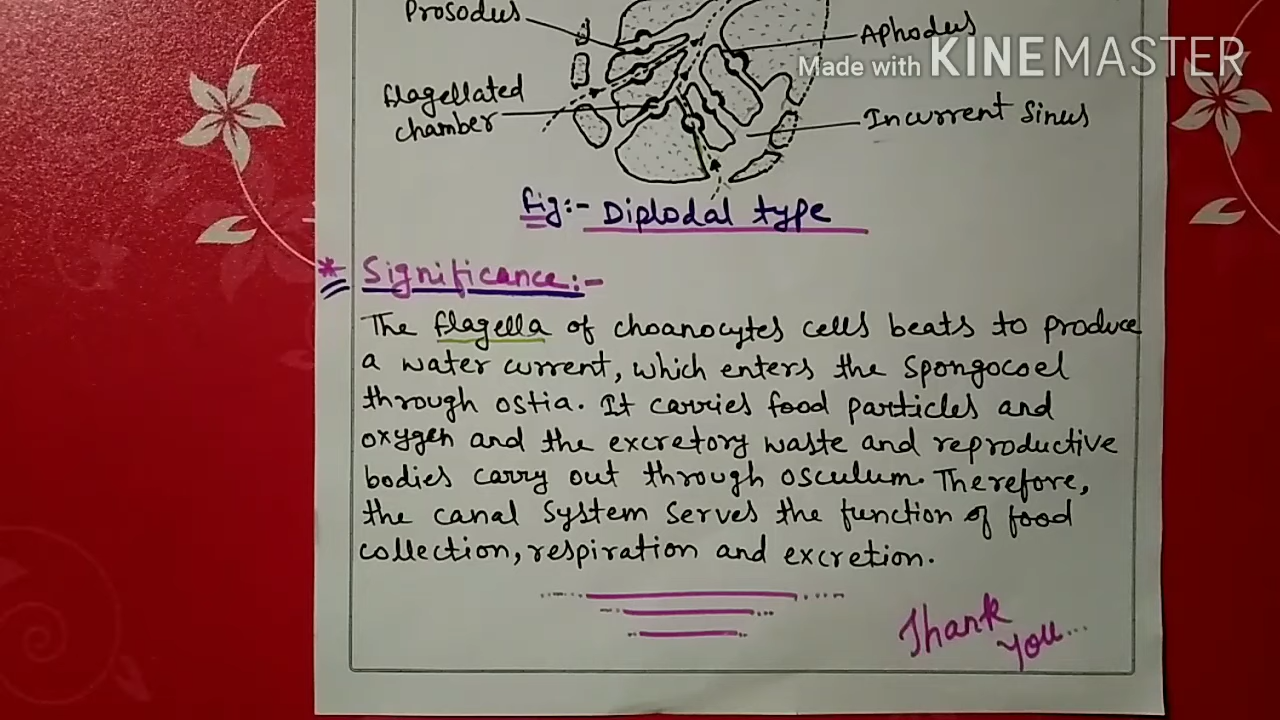 Prosodus
Aphodus
Made with KINEMASTER
flagellated
chamber
Incurrent Sinus
fig:- Diplodal type
* Significance:-
The flagella of choanocytes cells beats to produce
a water current, which enters the spongocoel
through ostia. It carries food particles and
oxygen and the excretory waste and reproductive
bodies carry out through osculum. Therefore,
the canal system serves the function of food
collection, respiration and excretion.
Thank
You...